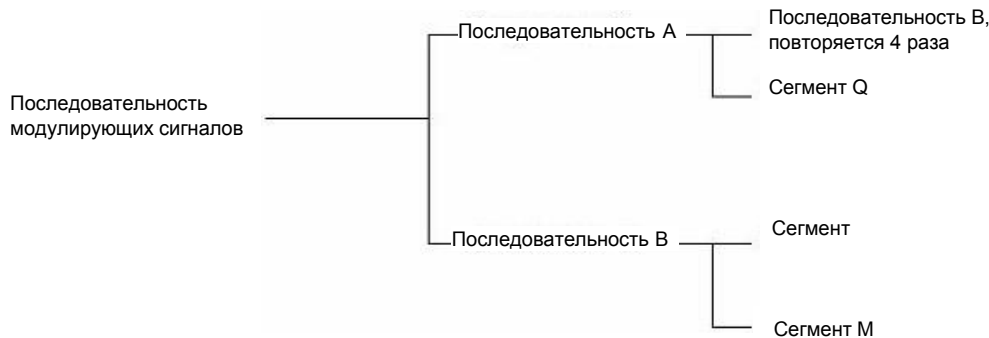 Последовательность B,
повторяется 4 раза
Последовательность A
Сегмент Q
Последовательность
модулирующих сигналов
Сегмент
Последовательность B
Сегмент M